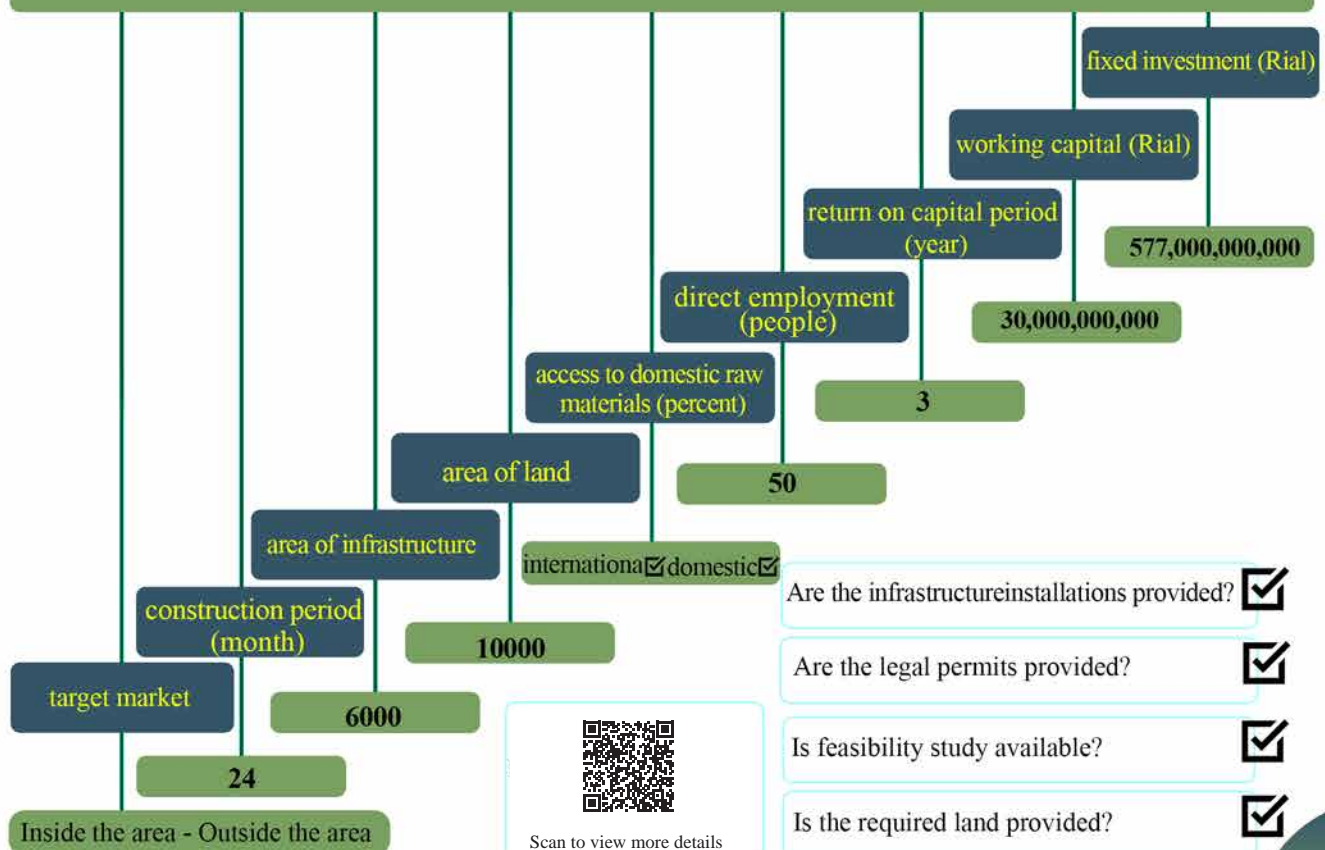 fixed investment (Rial)
577,000,000,000
working capital (Rial)
30,000,000,000
return on capital period
(year)
3
direct employment
(people)
50
access to domestic raw
materials (percent)
internationa☑domestic☑
area of land
10000
area of infrastructure
6000
construction period
(month)
24
target market
Inside the area - Outside the area
Scan to view more details
Are the infrastructureinstallations provided? ☑
Are the legal permits provided? ☑
Is feasibility study available? ☑
Is the required land provided? ☑